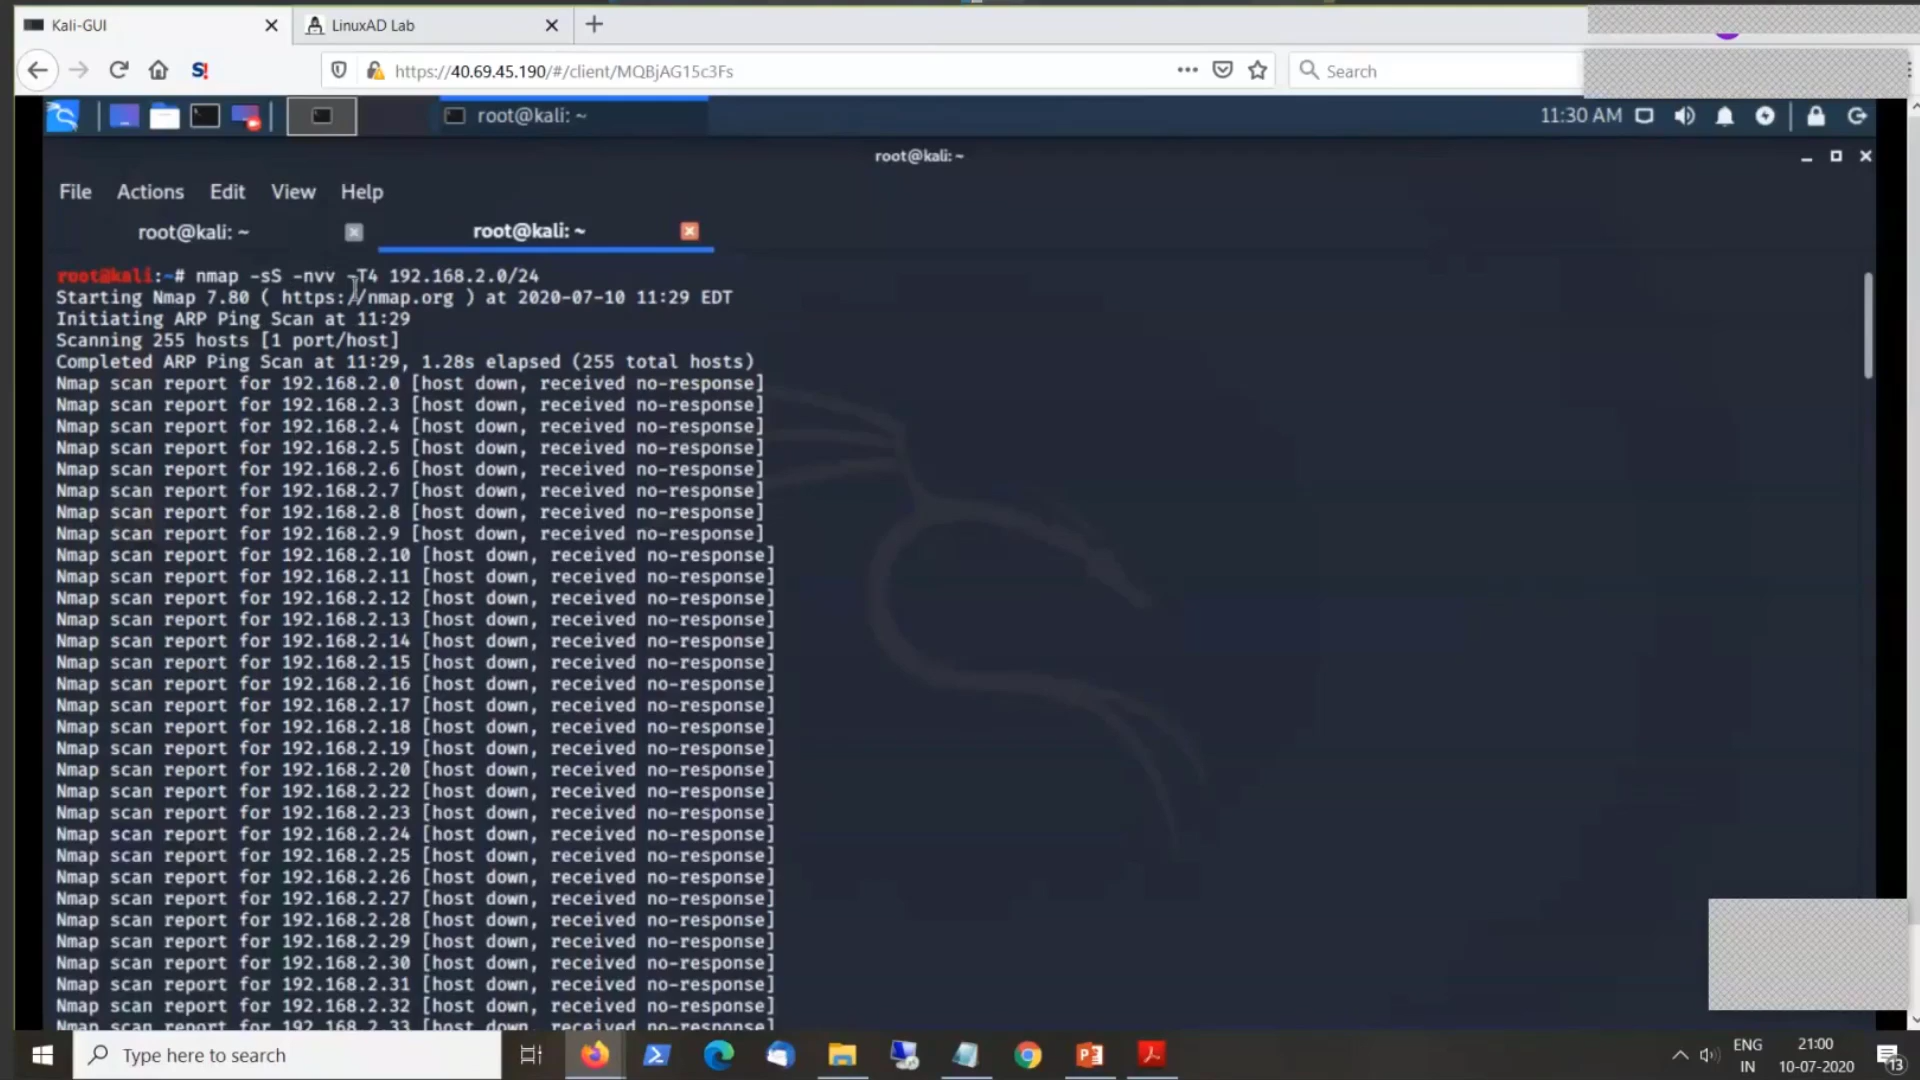 Kali-GUI
LinuxAD Lab
https://40.69.45.190/#/client/MQBjAG15c3Fs
Search
root@kali: ~
11:30 AM
root@kali: ~
File Actions Edit View Help
root@kali: ~
root@kali: ~
root@kali:~# nmap -sS -nvv -T4 192.168.2.0/24
Starting Nmap 7.80 ( https://nmap.org ) at 2020-07-10 11:29 EDT
Initiating ARP Ping Scan at 11:29
Scanning 255 hosts [1 port/host]
Completed ARP Ping Scan at 11:29, 1.28s elapsed (255 total hosts)
Nmap scan report for 192.168.2.0 [host down, received no-response]
Nmap scan report for 192.168.2.3 [host down, received no-response]
Nmap scan report for 192.168.2.4 [host down, received no-response]
Nmap scan report for 192.168.2.5 [host down, received no-response]
Nmap scan report for 192.168.2.6 [host down, received no-response]
Nmap scan report for 192.168.2.7 [host down, received no-response]
Nmap scan report for 192.168.2.8 [host down, received no-response]
Nmap scan report for 192.168.2.9 [host down, received no-response]
Nmap scan report for 192.168.2.10 [host down, received no-response]
Nmap scan report for 192.168.2.11 [host down, received no-response]
Nmap scan report for 192.168.2.12 [host down, received no-response]
Nmap scan report for 192.168.2.13 [host down, received no-response]
Nmap scan report for 192.168.2.14 [host down, received no-response]
Nmap scan report for 192.168.2.15 [host down, received no-response]
Nmap scan report for 192.168.2.16 [host down, received no-response]
Nmap scan report for 192.168.2.17 [host down, received no-response]
Nmap scan report for 192.168.2.18 [host down, received no-response]
Nmap scan report for 192.168.2.19 [host down, received no-response]
Nmap scan report for 192.168.2.20 [host down, received no-response]
Nmap scan report for 192.168.2.22 [host down, received no-response]
Nmap scan report for 192.168.2.23 [host down, received no-response]
Nmap scan report for 192.168.2.24 [host down, received no-response]
Nmap scan report for 192.168.2.25 [host down, received no-response]
Nmap scan report for 192.168.2.26 [host down, received no-response]
Nmap scan report for 192.168.2.27 [host down, received no-response]
Nmap scan report for 192.168.2.28 [host down, received no-response]
Nmap scan report for 192.168.2.29 [host down, received no-response]
Nmap scan report for 192.168.2.30 [host down, received no-response]
Nmap scan report for 192.168.2.31 [host down, received no-response]
Nmap scan report for 192.168.2.32 [host down, received no-response]
Nmap scan report for 192.168.2.33 [host down, received no-response]
Type here to search
ENG
IN
21:00
10-07-2020
13